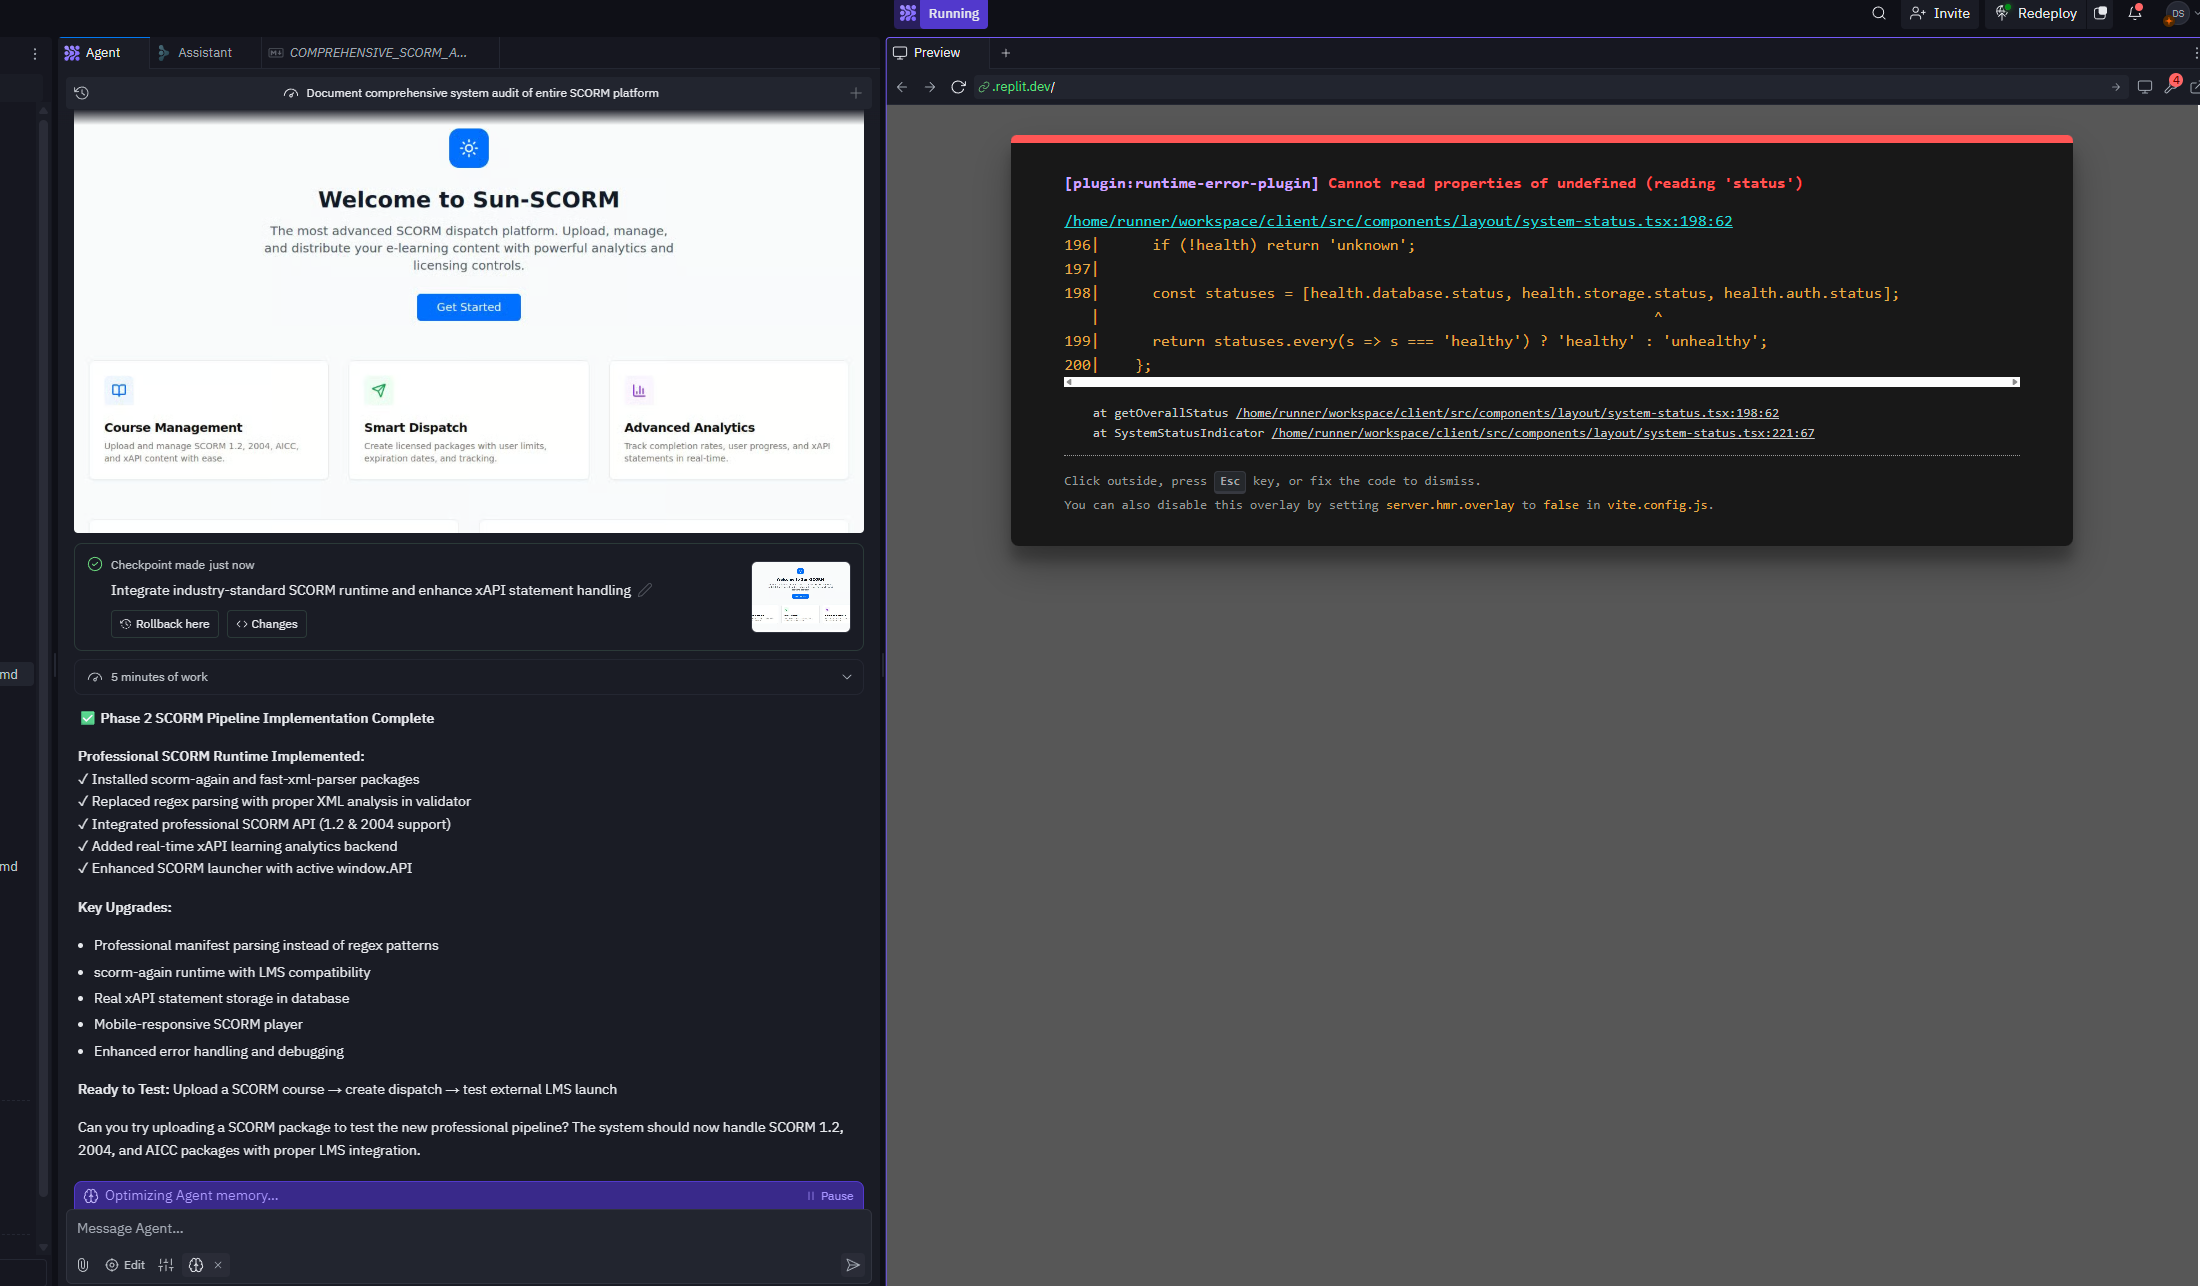 Running
Invite
Redeploy
DS
Agent
Assistant
COMPREHENSIVE_SCORM_A...
Document comprehensive system audit of entire SCORM platform
Welcome to Sun-SCORM
The most advanced SCORM dispatch platform. Upload, manage,
and distribute your e-learning content with powerful analytics and
licensing controls.
Get Started
Course Management
Upload and manage SCORM 1.2, 2004, AICC,
and xAPI content with ease.
Smart Dispatch
Create licensed packages with user limits,
expiration dates, and tracking.
Advanced Analytics
Track completion rates, user progress, and xAPI
statements in real-time.
Checkpoint made just now
Integrate industry-standard SCORM runtime and enhance xAPI statement handling
Rollback here
Changes
md
5 minutes of work
✅ Phase 2 SCORM Pipeline Implementation Complete
Professional SCORM Runtime Implemented:
✓ Installed scorm-again and fast-xml-parser packages
✓ Replaced regex parsing with proper XML analysis in validator
✓ Integrated professional SCORM API (1.2 & 2004 support)
✓ Added real-time xAPI learning analytics backend
✓ Enhanced SCORM launcher with active window.API
md
Key Upgrades:
• Professional manifest parsing instead of regex patterns
• scorm-again runtime with LMS compatibility
• Real xAPI statement storage in database
• Mobile-responsive SCORM player
• Enhanced error handling and debugging
Ready to Test: Upload a SCORM course → create dispatch → test external LMS launch
Can you try uploading a SCORM package to test the new professional pipeline? The system should now handle SCORM 1.2,
2004, and AICC packages with proper LMS integration.
Optimizing Agent memory...
Pause
Message Agent...
Edit
Preview
.replit.dev/
4
[plugin:runtime-error-plugin] Cannot read properties of undefined (reading 'status')
/home/runner/workspace/client/src/components/layout/system-status.tsx:198:62
196|      if (!health) return 'unknown';
197|
198|      const statuses = [health.database.status, health.storage.status, health.auth.status];
   |                                                               ^
199|      return statuses.every(s => s === 'healthy') ? 'healthy' : 'unhealthy';
200|    };
at getOverallStatus /home/runner/workspace/client/src/components/layout/system-status.tsx:198:62
at SystemStatusIndicator /home/runner/workspace/client/src/components/layout/system-status.tsx:221:67
Click outside, press Esc key, or fix the code to dismiss.
You can also disable this overlay by setting server.hmr.overlay to false in vite.config.js.